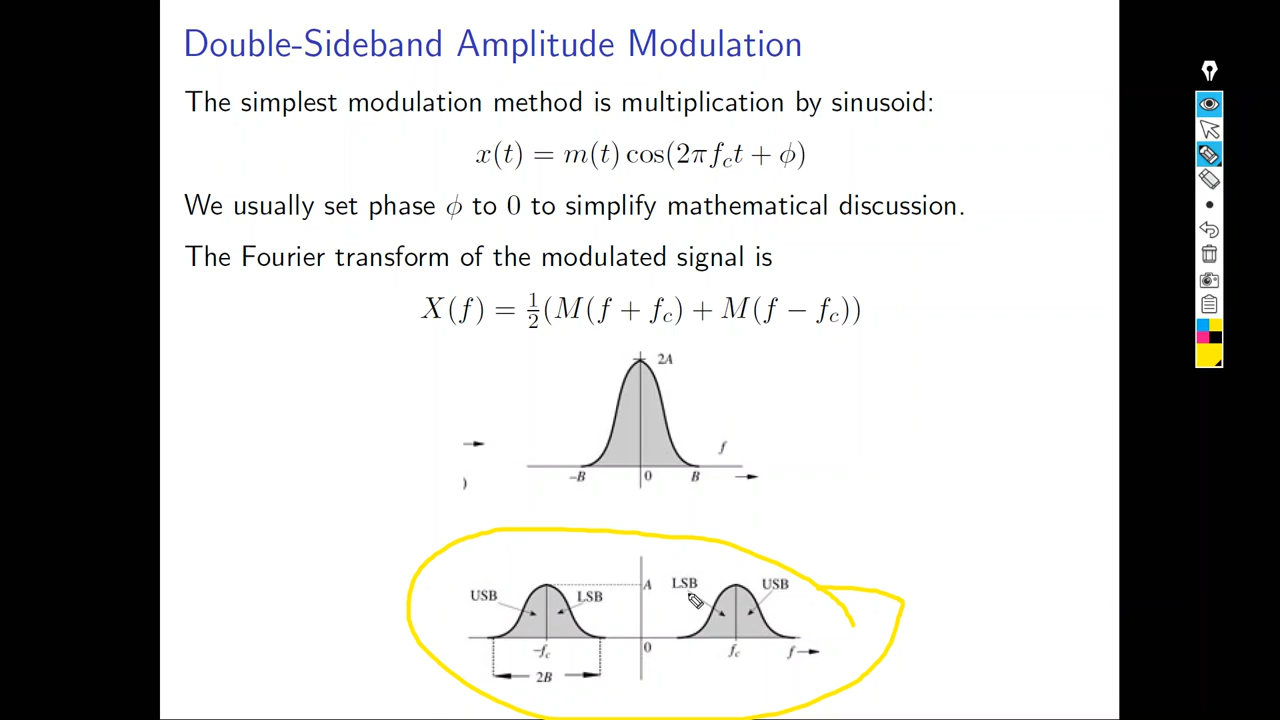 Double-Sideband Amplitude Modulation
The simplest modulation method is multiplication by sinusoid:
x(t) = m(t) cos(2πf_ct + ϕ)
We usually set phase ϕ to 0 to simplify mathematical discussion.
The Fourier transform of the modulated signal is
X(f) = ½(M(f + f_c) + M(f − f_c))
2A
f
)
−B 0 B
USB LSB A LSB USB
−f_c 0 f_c f
2B